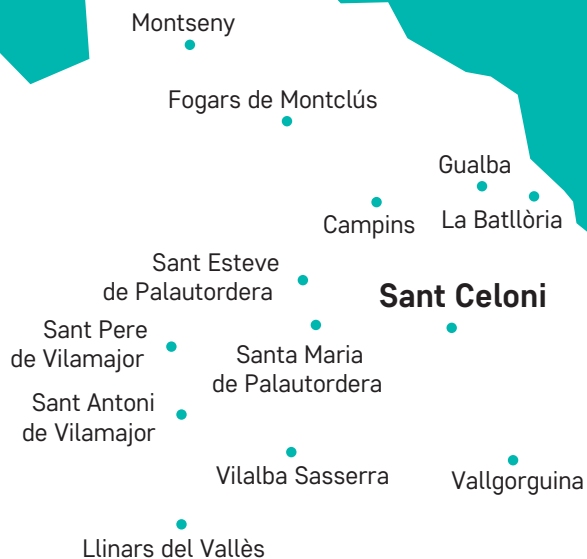 Montseny
Fogars de Montclús
Gualba
La Batllòria
Campins
Sant Esteve
de Palautordera
Sant Celoni
Sant Pere
de Vilamajor
Santa Maria
de Palautordera
Sant Antoni
de Vilamajor
Vilalba Sasserra
Vallgorguina
Llinars del Vallès